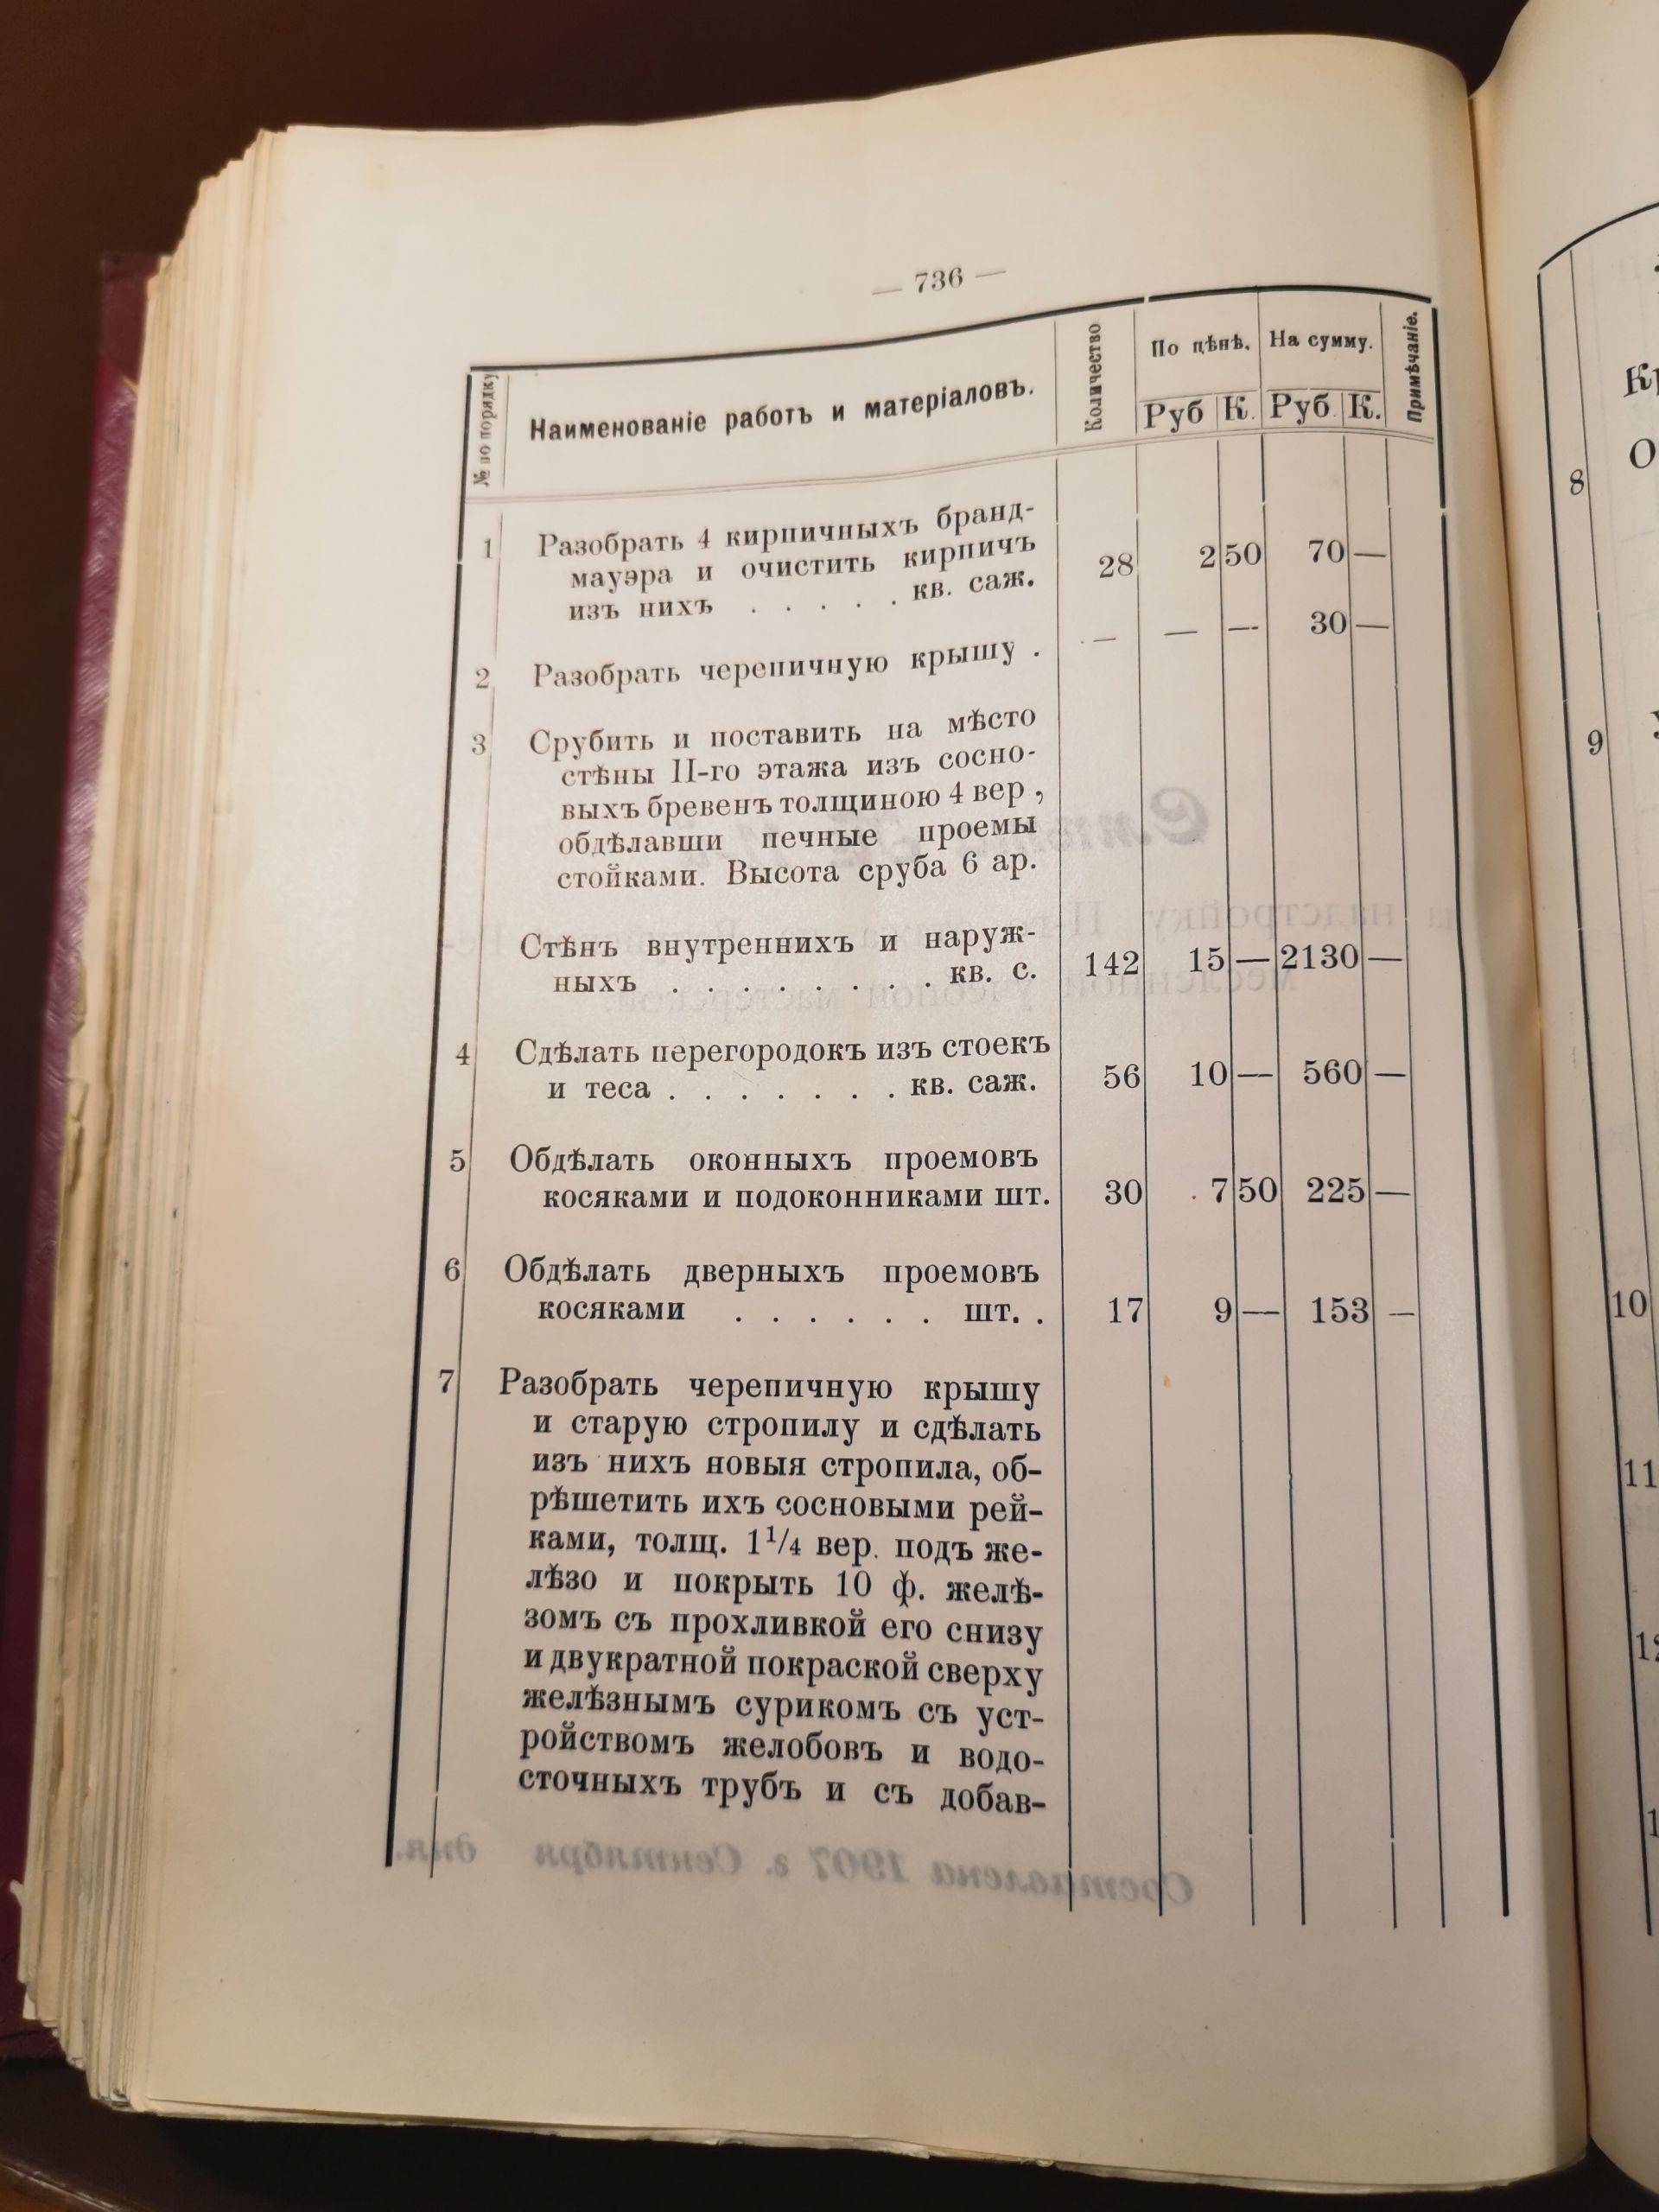 — 736 —
№ по порядку
Наименованіе работъ и матеріаловъ.
Количество
По цѣнѣ.
На сумму.
Примѣчаніе.
Руб К. Руб. К.
1 Разобрать 4 кирпичныхъ бранд-
мауэра и очистить кирпичъ
изъ нихъ . . . . . кв. саж. 28 2 50 70 —
2 Разобрать черепичную крышу . — — — 30 —
3 Срубить и поставить на мѣсто
стѣны II-го этажа изъ сосно-
выхъ бревенъ толщиною 4 вер ,
обдѣлавши печные проемы
стойками. Высота сруба 6 ар.
Стѣнъ внутреннихъ и наруж-
ныхъ . . . . . . . . кв. с. 142 15 — 2130 —
4 Сдѣлать перегородокъ изъ стоекъ
и теса . . . . . . . кв. саж. 56 10 — 560 —
5 Обдѣлать оконныхъ проемовъ
косяками и подоконниками шт. 30 7 50 225 —
6 Обдѣлать дверныхъ проемовъ
косяками . . . . . . шт. . 17 9 — 153 —
7 Разобрать черепичную крышу
и старую стропилу и сдѣлать
изъ нихъ новыя стропила, об-
рѣшетить ихъ сосновыми рей-
ками, толщ. 1¹/₄ вер. подъ же-
лѣзо и покрыть 10 ф. желѣ-
зомъ съ прохливкой его снизу
и двукратной покраской сверху
желѣзнымъ сурикомъ съ уст-
ройствомъ желобовъ и водо-
сточныхъ трубъ и съ добав-
8
9
10
11